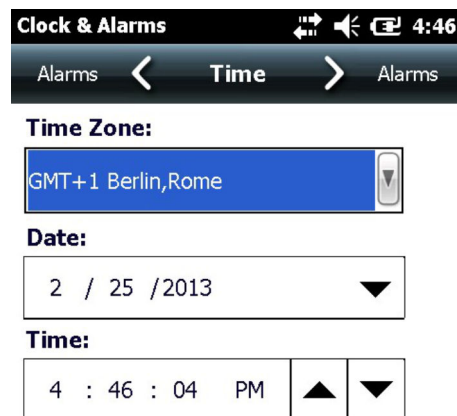 Clock & Alarms 4:46
Alarms Time Alarms
Time Zone:
GMT+1 Berlin,Rome
Date:
2 / 25 /2013
Time:
4 : 46 : 04 PM